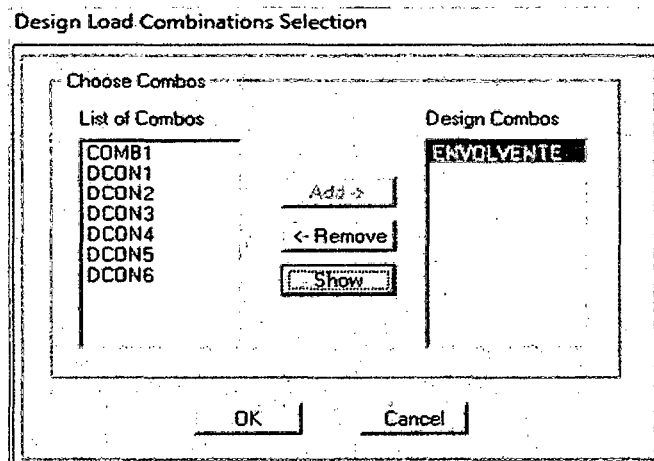 Design Load Combinations Selection
Choose Combos
List of Combos
COMB1
DCON1
DCON2
DCON3
DCON4
DCON5
DCON6
Add ->
<- Remove
Show
Design Combos
ENVOLVENTE
OK
Cancel